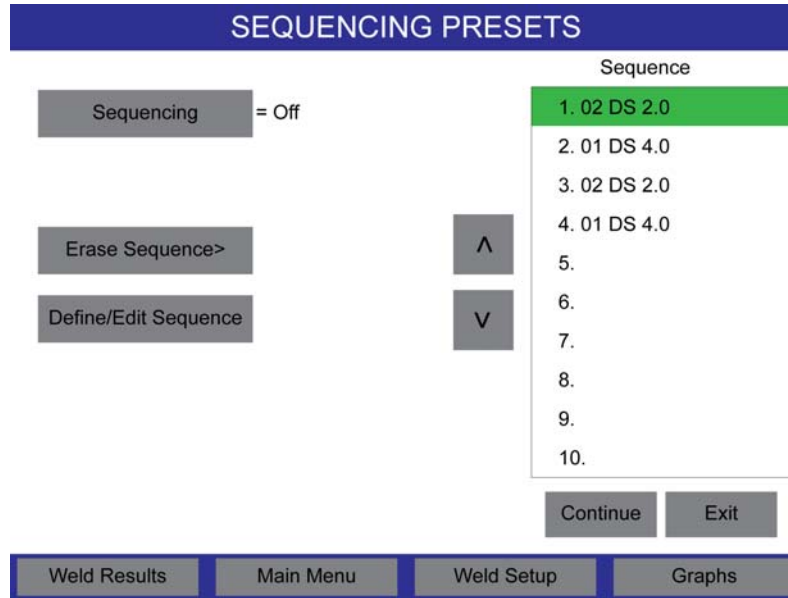 SEQUENCING PRESETS
Sequencing = Off
Erase Sequence>
Define/Edit Sequence
˄
˅
Sequence
1. 02 DS 2.0
2. 01 DS 4.0
3. 02 DS 2.0
4. 01 DS 4.0
5.
6.
7.
8.
9.
10.
Continue Exit
Weld Results Main Menu Weld Setup Graphs